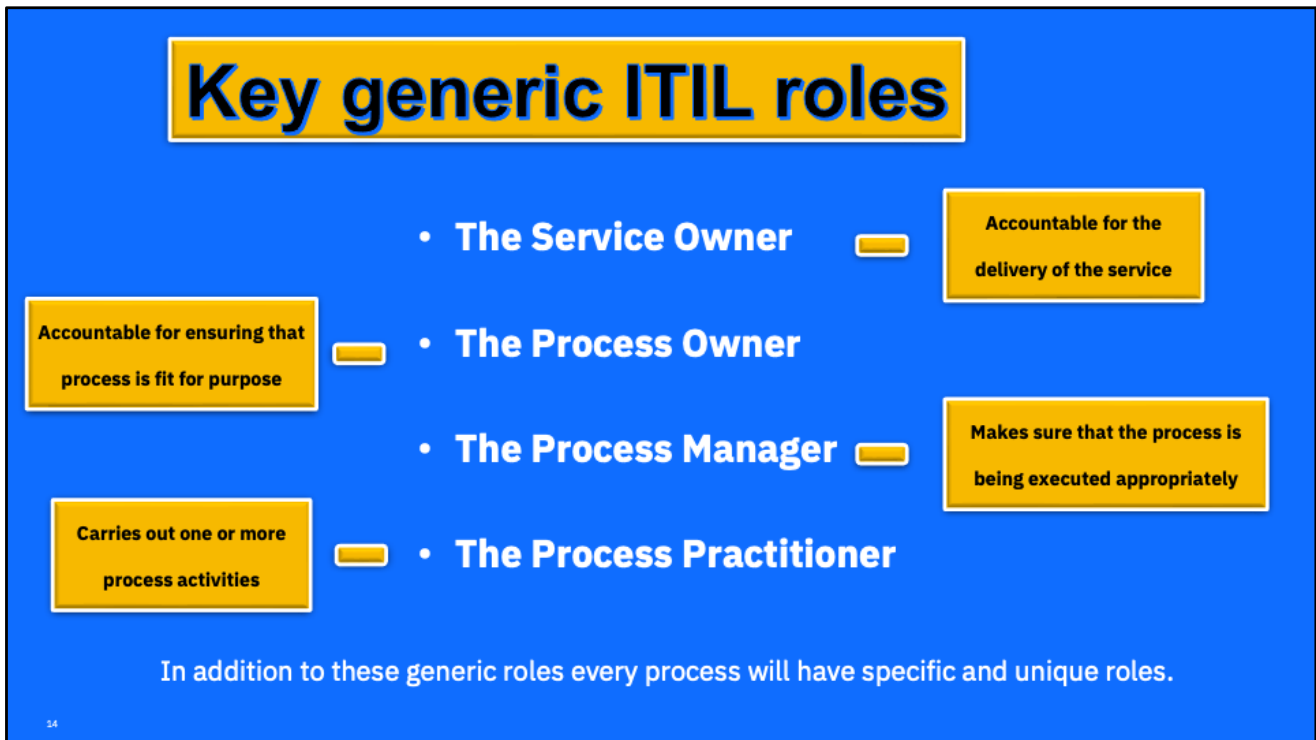 Key generic ITIL roles
• The Service Owner
Accountable for the
delivery of the service
Accountable for ensuring that
process is fit for purpose
• The Process Owner
• The Process Manager
Makes sure that the process is
being executed appropriately
Carries out one or more
process activities
• The Process Practitioner
In addition to these generic roles every process will have specific and unique roles.
14